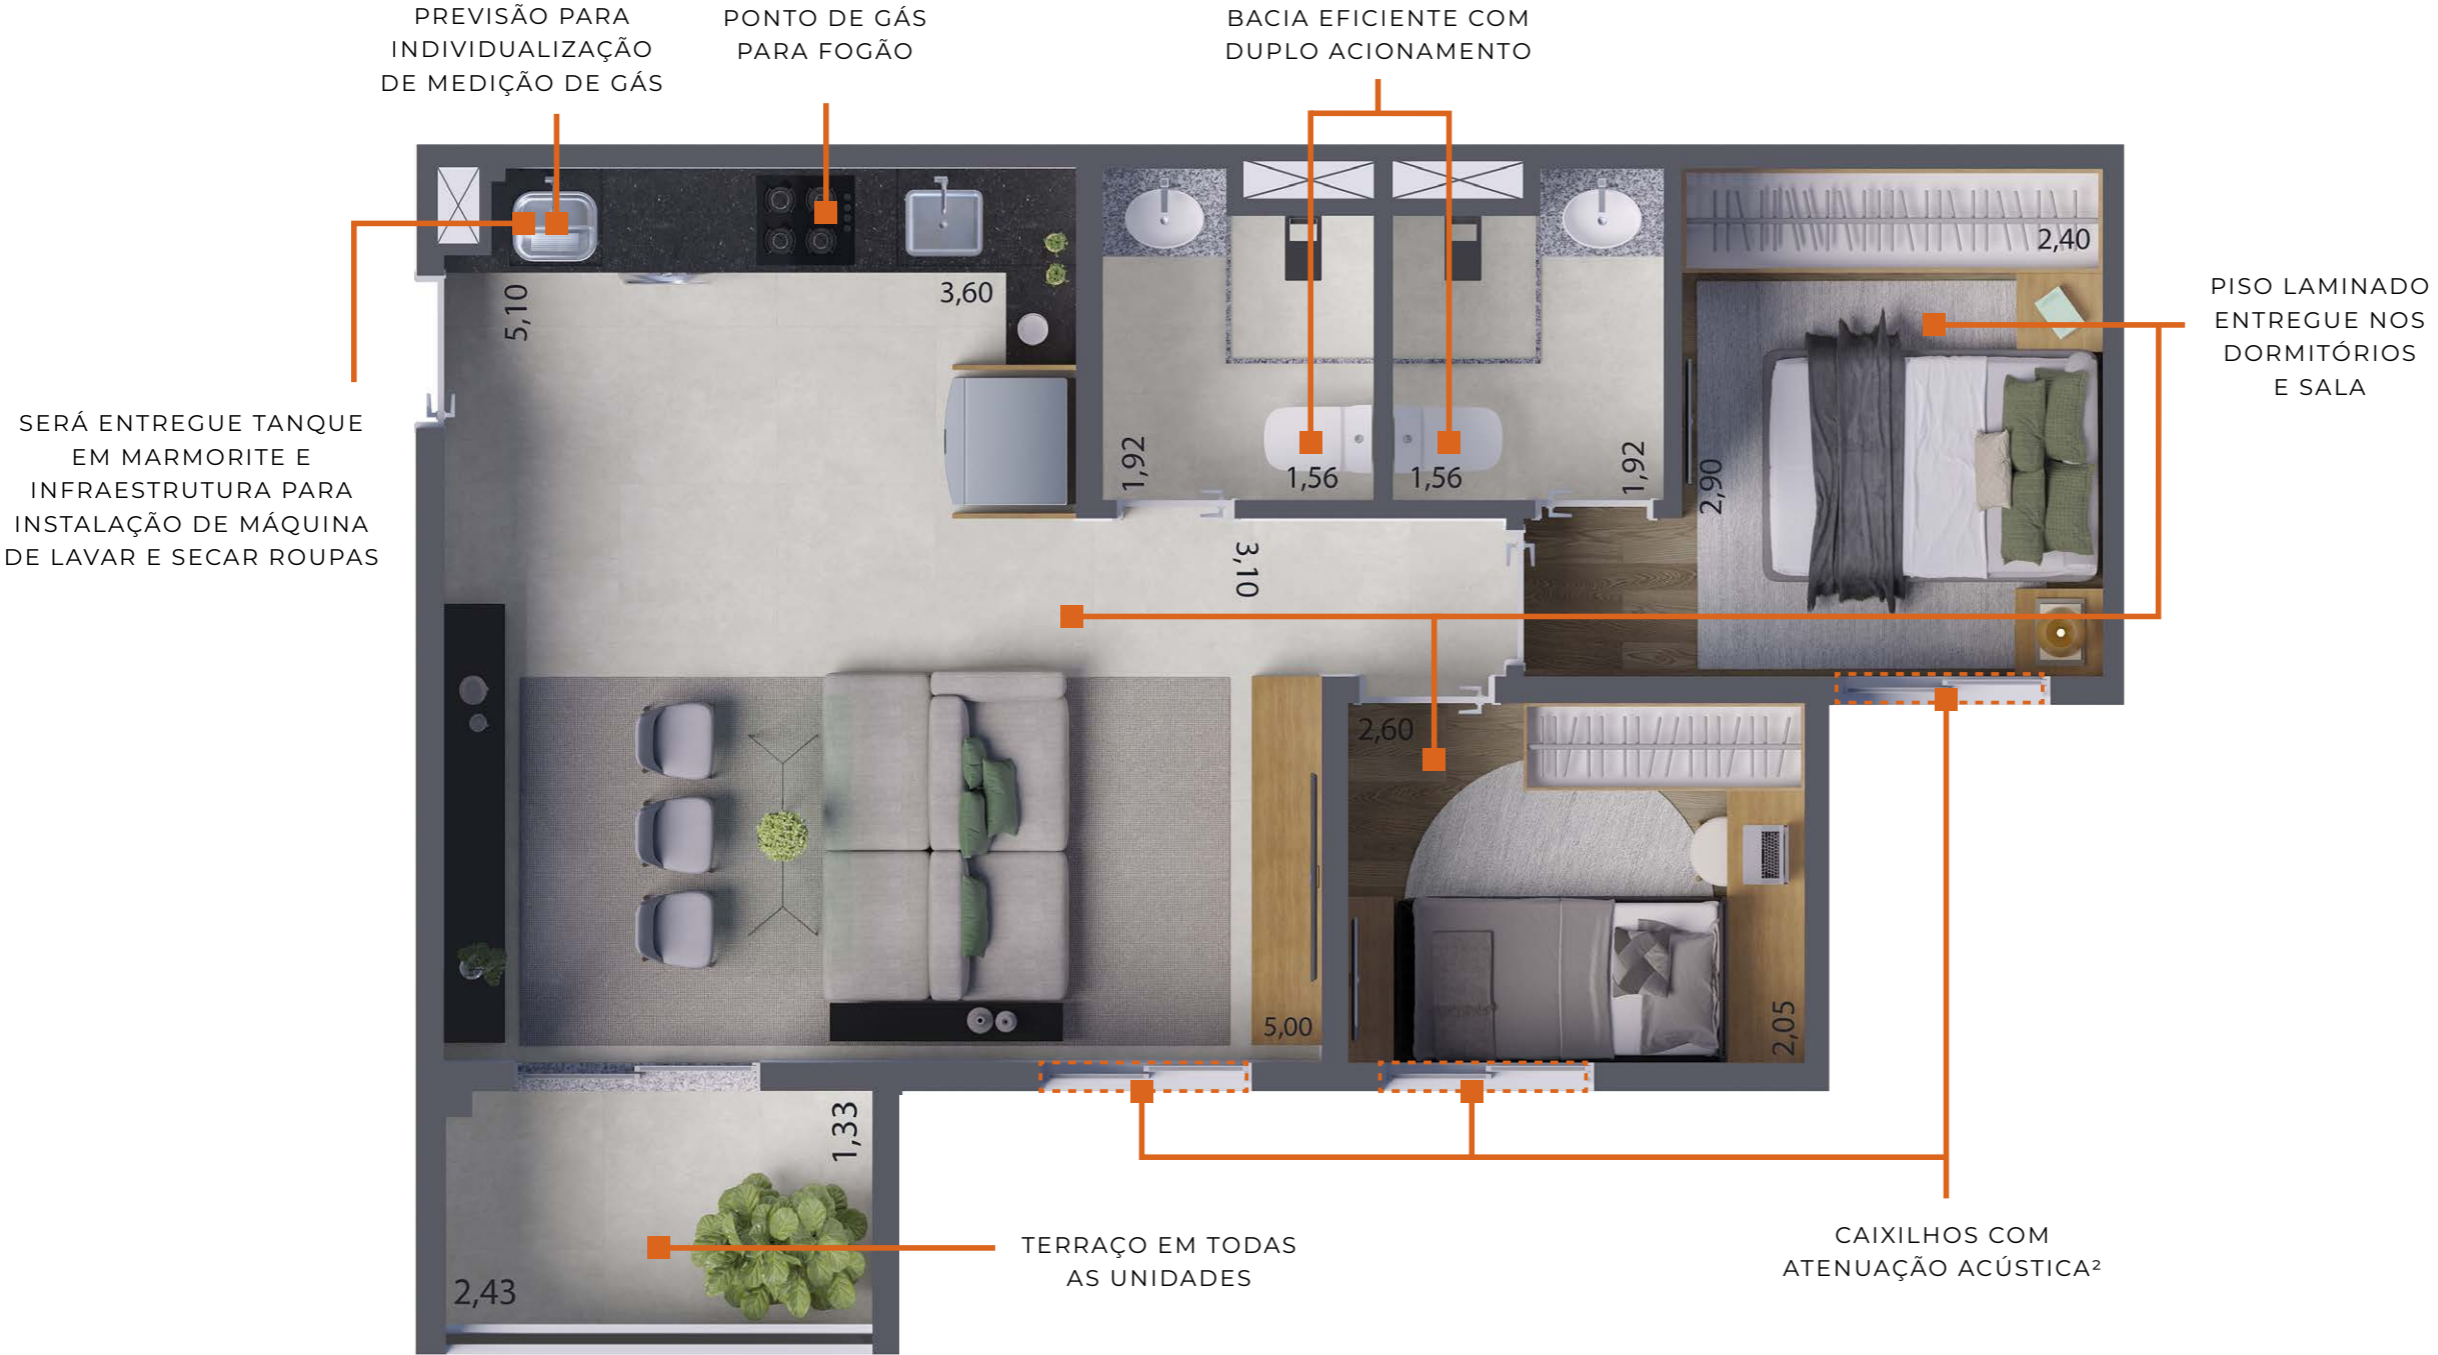 PREVISÃO PARA
INDIVIDUALIZAÇÃO
DE MEDIÇÃO DE GÁS
PONTO DE GÁS
PARA FOGÃO
BACIA EFICIENTE COM
DUPLO ACIONAMENTO
2,40
5,10
3,60
PISO LAMINADO
ENTREGUE NOS
DORMITÓRIOS
E SALA
SERÁ ENTREGUE TANQUE
EM MARMORITE E
INFRAESTRUTURA PARA
INSTALAÇÃO DE MÁQUINA
DE LAVAR E SECAR ROUPAS
1,92
1,56
1,56
1,92
2,90
3,10
2,60
5,00
2,05
1,33
2,43
TERRAÇO EM TODAS
AS UNIDADES
CAIXILHOS COM
ATENUAÇÃO ACÚSTICA²